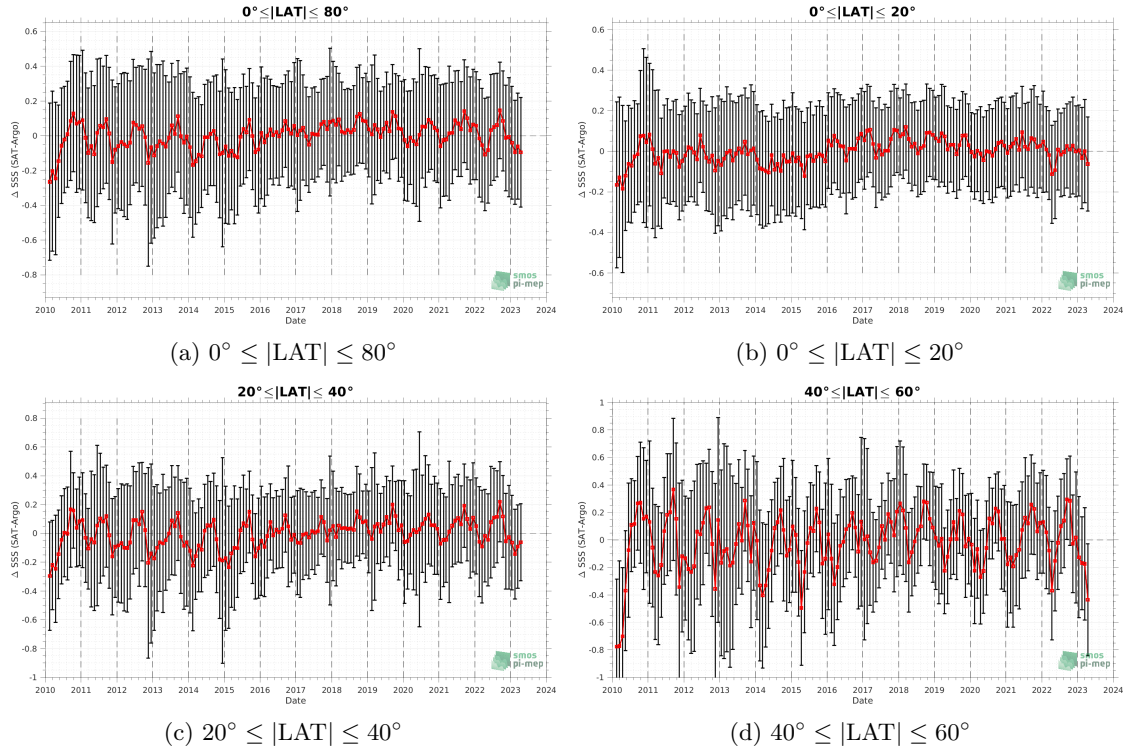 0°≤|LAT|≤ 80°
Δ SSS (SAT-Argo)
0.6
0.4
0.2
0
-0.2
-0.4
-0.6
-0.8
2010 2011 2012 2013 2014 2015 2016 2017 2018 2019 2020 2021 2022 2023 2024
Date
smos
pi-mep
(a) 0° ≤ |LAT| ≤ 80°
0°≤|LAT|≤ 20°
Δ SSS (SAT-Argo)
0.6
0.4
0.2
0
-0.2
-0.4
-0.6
2010 2011 2012 2013 2014 2015 2016 2017 2018 2019 2020 2021 2022 2023 2024
Date
smos
pi-mep
(b) 0° ≤ |LAT| ≤ 20°
20°≤|LAT|≤ 40°
Δ SSS (SAT-Argo)
0.8
0.6
0.4
0.2
0
-0.2
-0.4
-0.6
-0.8
-1
2010 2011 2012 2013 2014 2015 2016 2017 2018 2019 2020 2021 2022 2023 2024
Date
smos
pi-mep
(c) 20° ≤ |LAT| ≤ 40°
40°≤|LAT|≤ 60°
Δ SSS (SAT-Argo)
1
0.8
0.6
0.4
0.2
0
-0.2
-0.4
-0.6
-0.8
-1
2010 2011 2012 2013 2014 2015 2016 2017 2018 2019 2020 2021 2022 2023 2024
Date
smos
pi-mep
(d) 40° ≤ |LAT| ≤ 60°